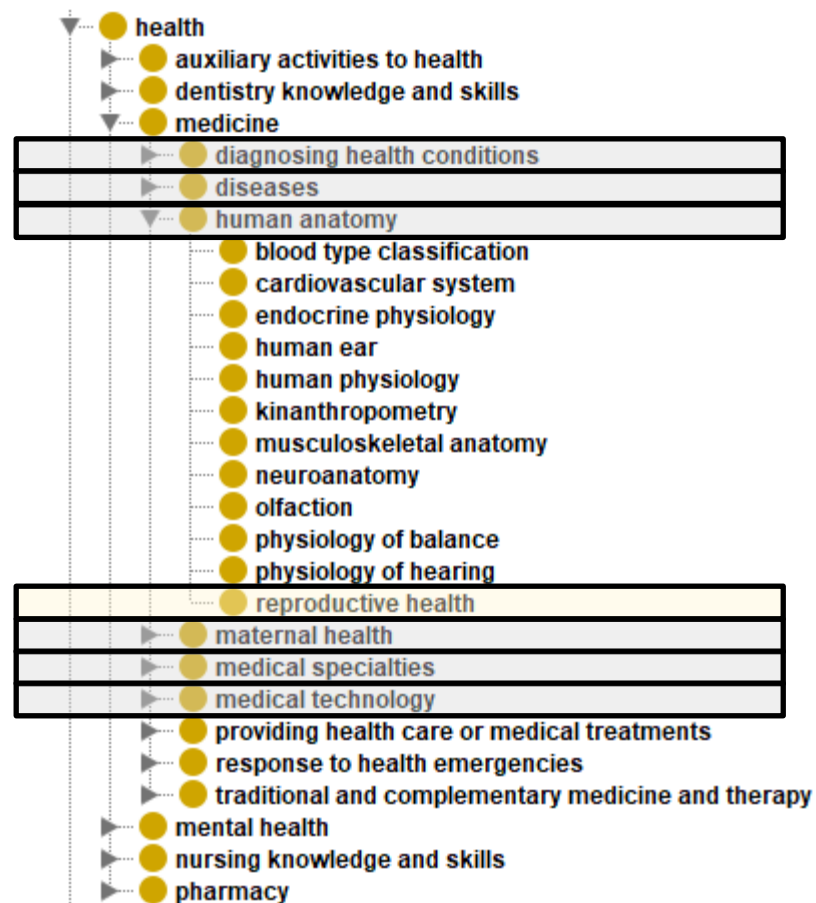 health
auxiliary activities to health
dentistry knowledge and skills
medicine
diagnosing health conditions
diseases
human anatomy
blood type classification
cardiovascular system
endocrine physiology
human ear
human physiology
kinanthropometry
musculoskeletal anatomy
neuroanatomy
olfaction
physiology of balance
physiology of hearing
reproductive health
maternal health
medical specialties
medical technology
providing health care or medical treatments
response to health emergencies
traditional and complementary medicine and therapy
mental health
nursing knowledge and skills
pharmacy